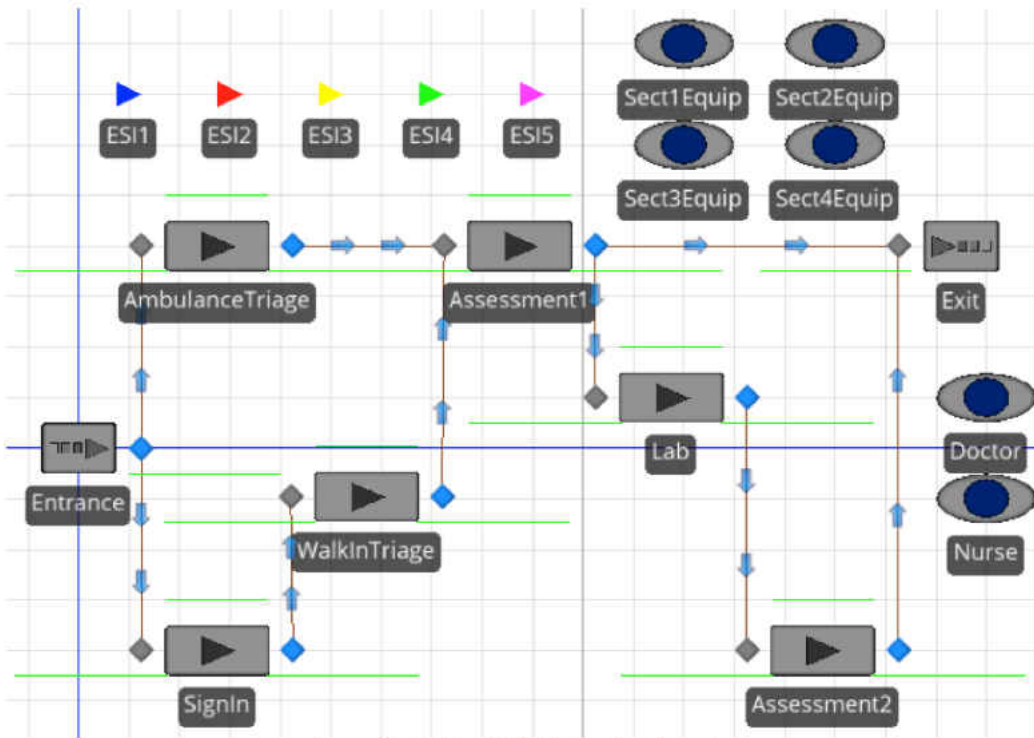 Sect1Equip
Sect2Equip
ESI1
ESI2
ESI3
ESI4
ESI5
Sect3Equip
Sect4Equip
AmbulanceTriage
Assessment1
Exit
Lab
Doctor
Entrance
WalkInTriage
Nurse
SignIn
Assessment2